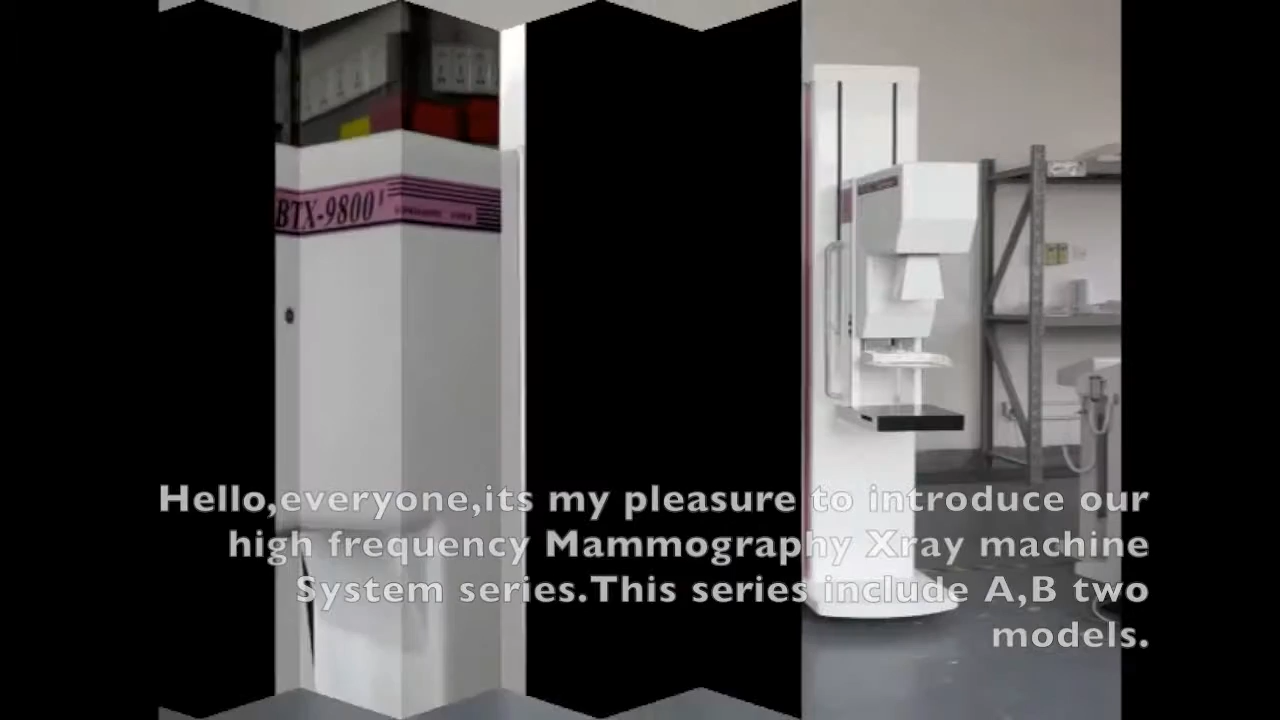 BTX-9800
Hello,everyone,its my pleasure to introduce our
high frequency Mammography Xray machine
System series.This series include A,B two
models.